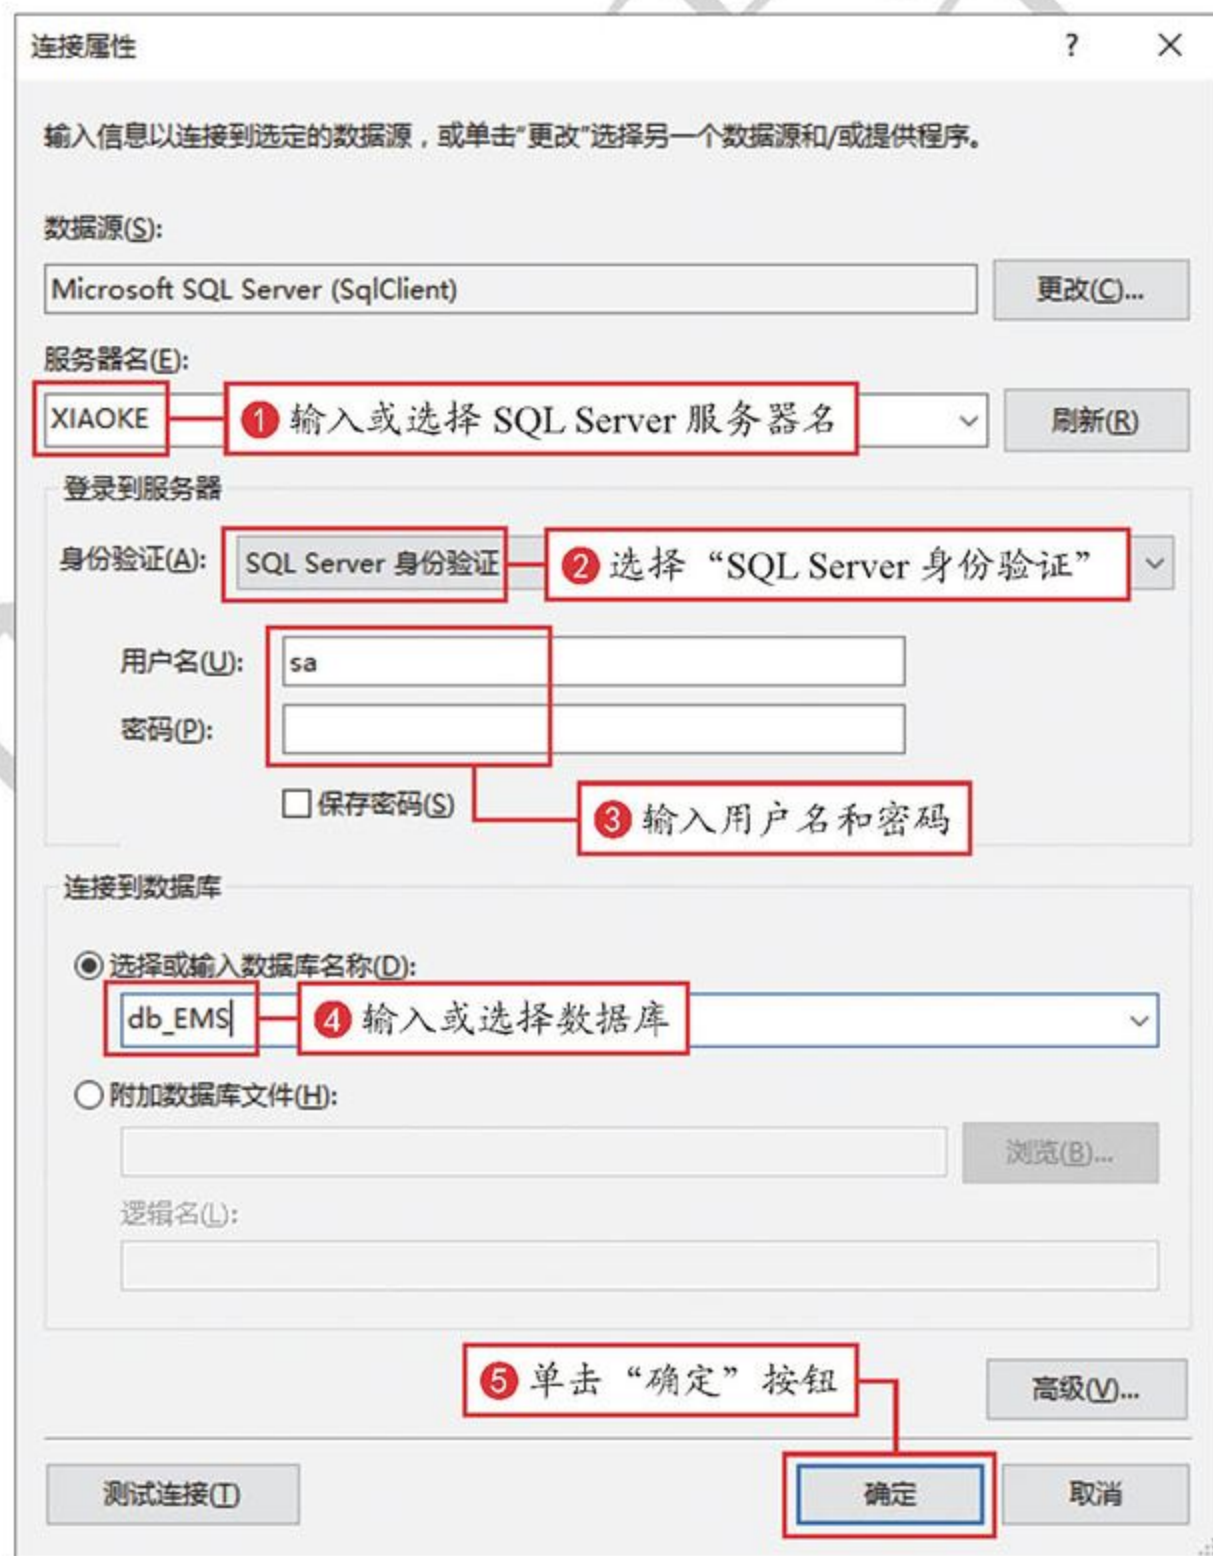 连接属性 ?
输入信息以连接到选定的数据源，或单击"更改"选择另一个数据源和/或提供程序。
数据源(S):
Microsoft SQL Server (SqlClient) 更改(C)...
服务器名(E):
XIAOKE ❶ 输入或选择 SQL Server 服务器名 刷新(R)
登录到服务器
身份验证(A): SQL Server 身份验证 ❷ 选择“SQL Server 身份验证”
用户名(U): sa
密码(P):
保存密码(S) ❸ 输入用户名和密码
连接到数据库
选择或输入数据库名称(D):
db_EMS ❹ 输入或选择数据库
附加数据库文件(H):
浏览(B)...
逻辑名(L):
❺ 单击“确定”按钮 高级(V)...
测试连接(T) 确定 取消